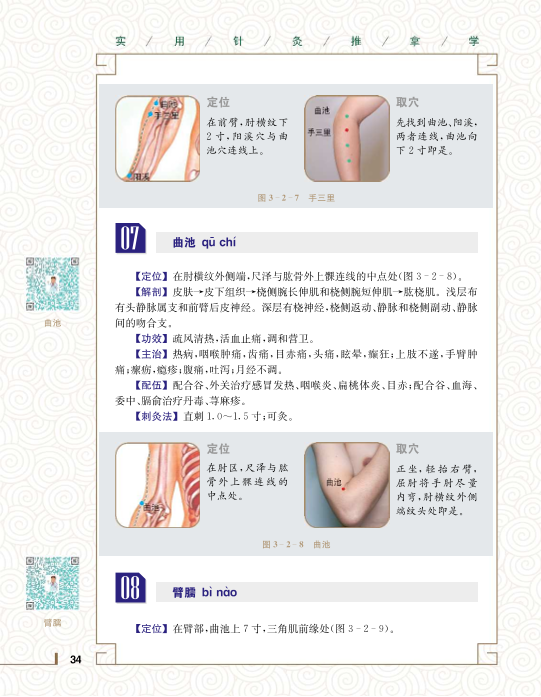 实 / 用 / 针 / 灸 / 推 / 拿 / 学
曲池
手三里
阳溪
定位
在前臂,肘横纹下
2寸,阳溪穴与曲
池穴连线上。
曲池
手三里
取穴
先找到曲池、阳溪,
两者连线,曲池向
下2寸即是。
图3-2-7 手三里
07
曲池 qū chí
【定位】在肘横纹外侧端,尺泽与肱骨外上髁连线的中点处(图3-2-8)。
【解剖】皮肤→皮下组织→桡侧腕长伸肌和桡侧腕短伸肌→肱桡肌。浅层布
有头静脉属支和前臂后皮神经。深层有桡神经,桡侧返动、静脉和桡侧副动、静脉
间的吻合支。
【功效】疏风清热,活血止痛,调和营卫。
【主治】热病,咽喉肿痛,齿痛,目赤痛,头痛,眩晕,癫狂;上肢不遂,手臂肿
痛;瘰疬,瘾疹;腹痛,吐泻;月经不调。
【配伍】配合谷、外关治疗感冒发热、咽喉炎、扁桃体炎、目赤;配合谷、血海、
委中、膈俞治疗丹毒、荨麻疹。
【刺灸法】直刺1.0～1.5寸;可灸。
曲池
曲池
定位
在肘区,尺泽与肱
骨外上髁连线的
中点处。
曲池
取穴
正坐,轻抬右臂,
屈肘将手肘尽量
内弯,肘横纹外侧
端纹头处即是。
图3-2-8 曲池
08
臂臑 bì nào
【定位】在臂部,曲池上7寸,三角肌前缘处(图3-2-9)。
臂臑
34